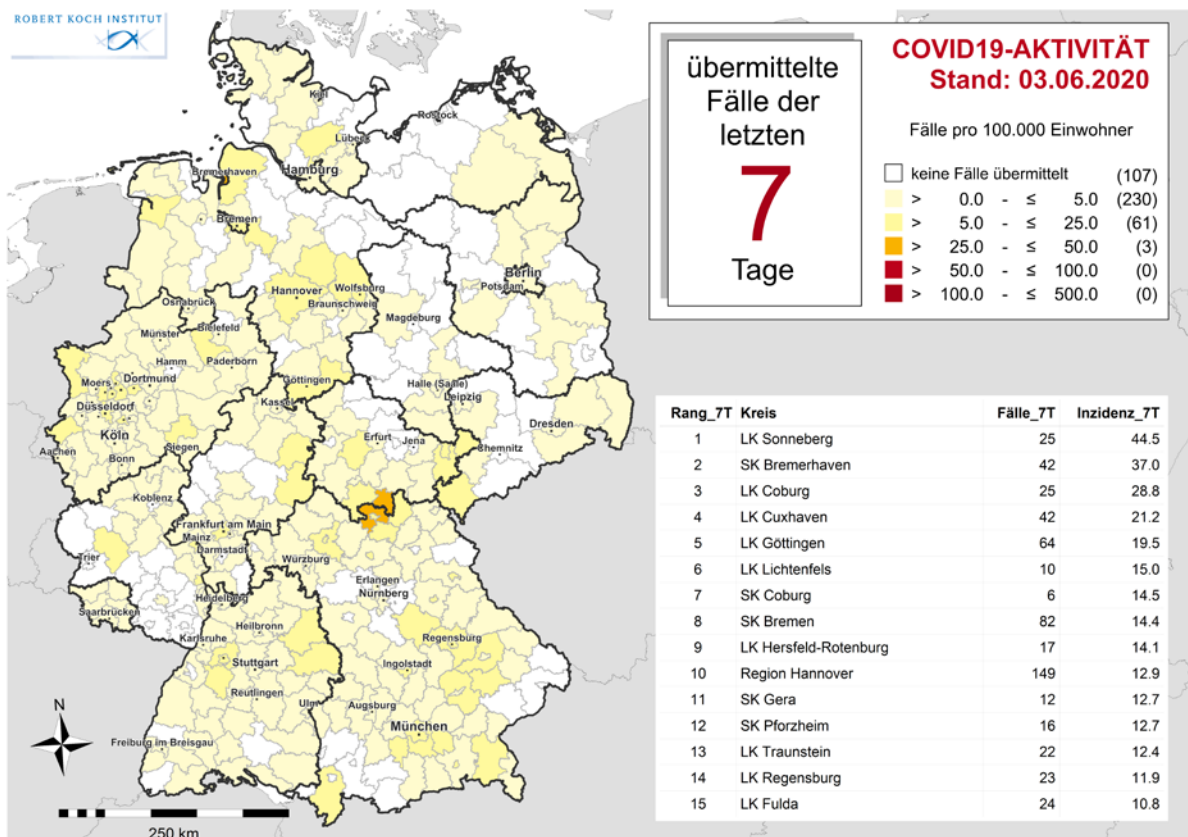 ROBERT KOCH INSTITUT
übermittelte
Fälle der
letzten
7
Tage
COVID19-AKTIVITÄT
Stand: 03.06.2020
Fälle pro 100.000 Einwohner
keine Fälle übermittelt (107)
> 0.0 - ≤ 5.0 (230)
> 5.0 - ≤ 25.0 (61)
> 25.0 - ≤ 50.0 (3)
> 50.0 - ≤ 100.0 (0)
> 100.0 - ≤ 500.0 (0)
Kiel
Rostock
Lübeck
Hamburg
Bremerhaven
Bremen
Berlin
Potsdam
Hannover
Wolfsburg
Braunschweig
Osnabrück
Magdeburg
Münster
Bielefeld
Hamm
Paderborn
Moers
Dortmund
Göttingen
Halle (Saale)
Leipzig
Düsseldorf
Kassel
Dresden
Köln
Erfurt
Jena
Chemnitz
Siegen
Aachen
Bonn
Koblenz
Frankfurt am Main
Mainz
Darmstadt
Trier
Würzburg
Erlangen
Nürnberg
Heidelberg
Saarbrücken
Heilbronn
Karlsruhe
Regensburg
Stuttgart
Ingolstadt
Reutlingen
Ulm
Augsburg
München
Freiburg im Breisgau
N
250 km
Rang_7T Kreis Fälle_7T Inzidenz_7T
1 LK Sonneberg 25 44.5
2 SK Bremerhaven 42 37.0
3 LK Coburg 25 28.8
4 LK Cuxhaven 42 21.2
5 LK Göttingen 64 19.5
6 LK Lichtenfels 10 15.0
7 SK Coburg 6 14.5
8 SK Bremen 82 14.4
9 LK Hersfeld-Rotenburg 17 14.1
10 Region Hannover 149 12.9
11 SK Gera 12 12.7
12 SK Pforzheim 16 12.7
13 LK Traunstein 22 12.4
14 LK Regensburg 23 11.9
15 LK Fulda 24 10.8